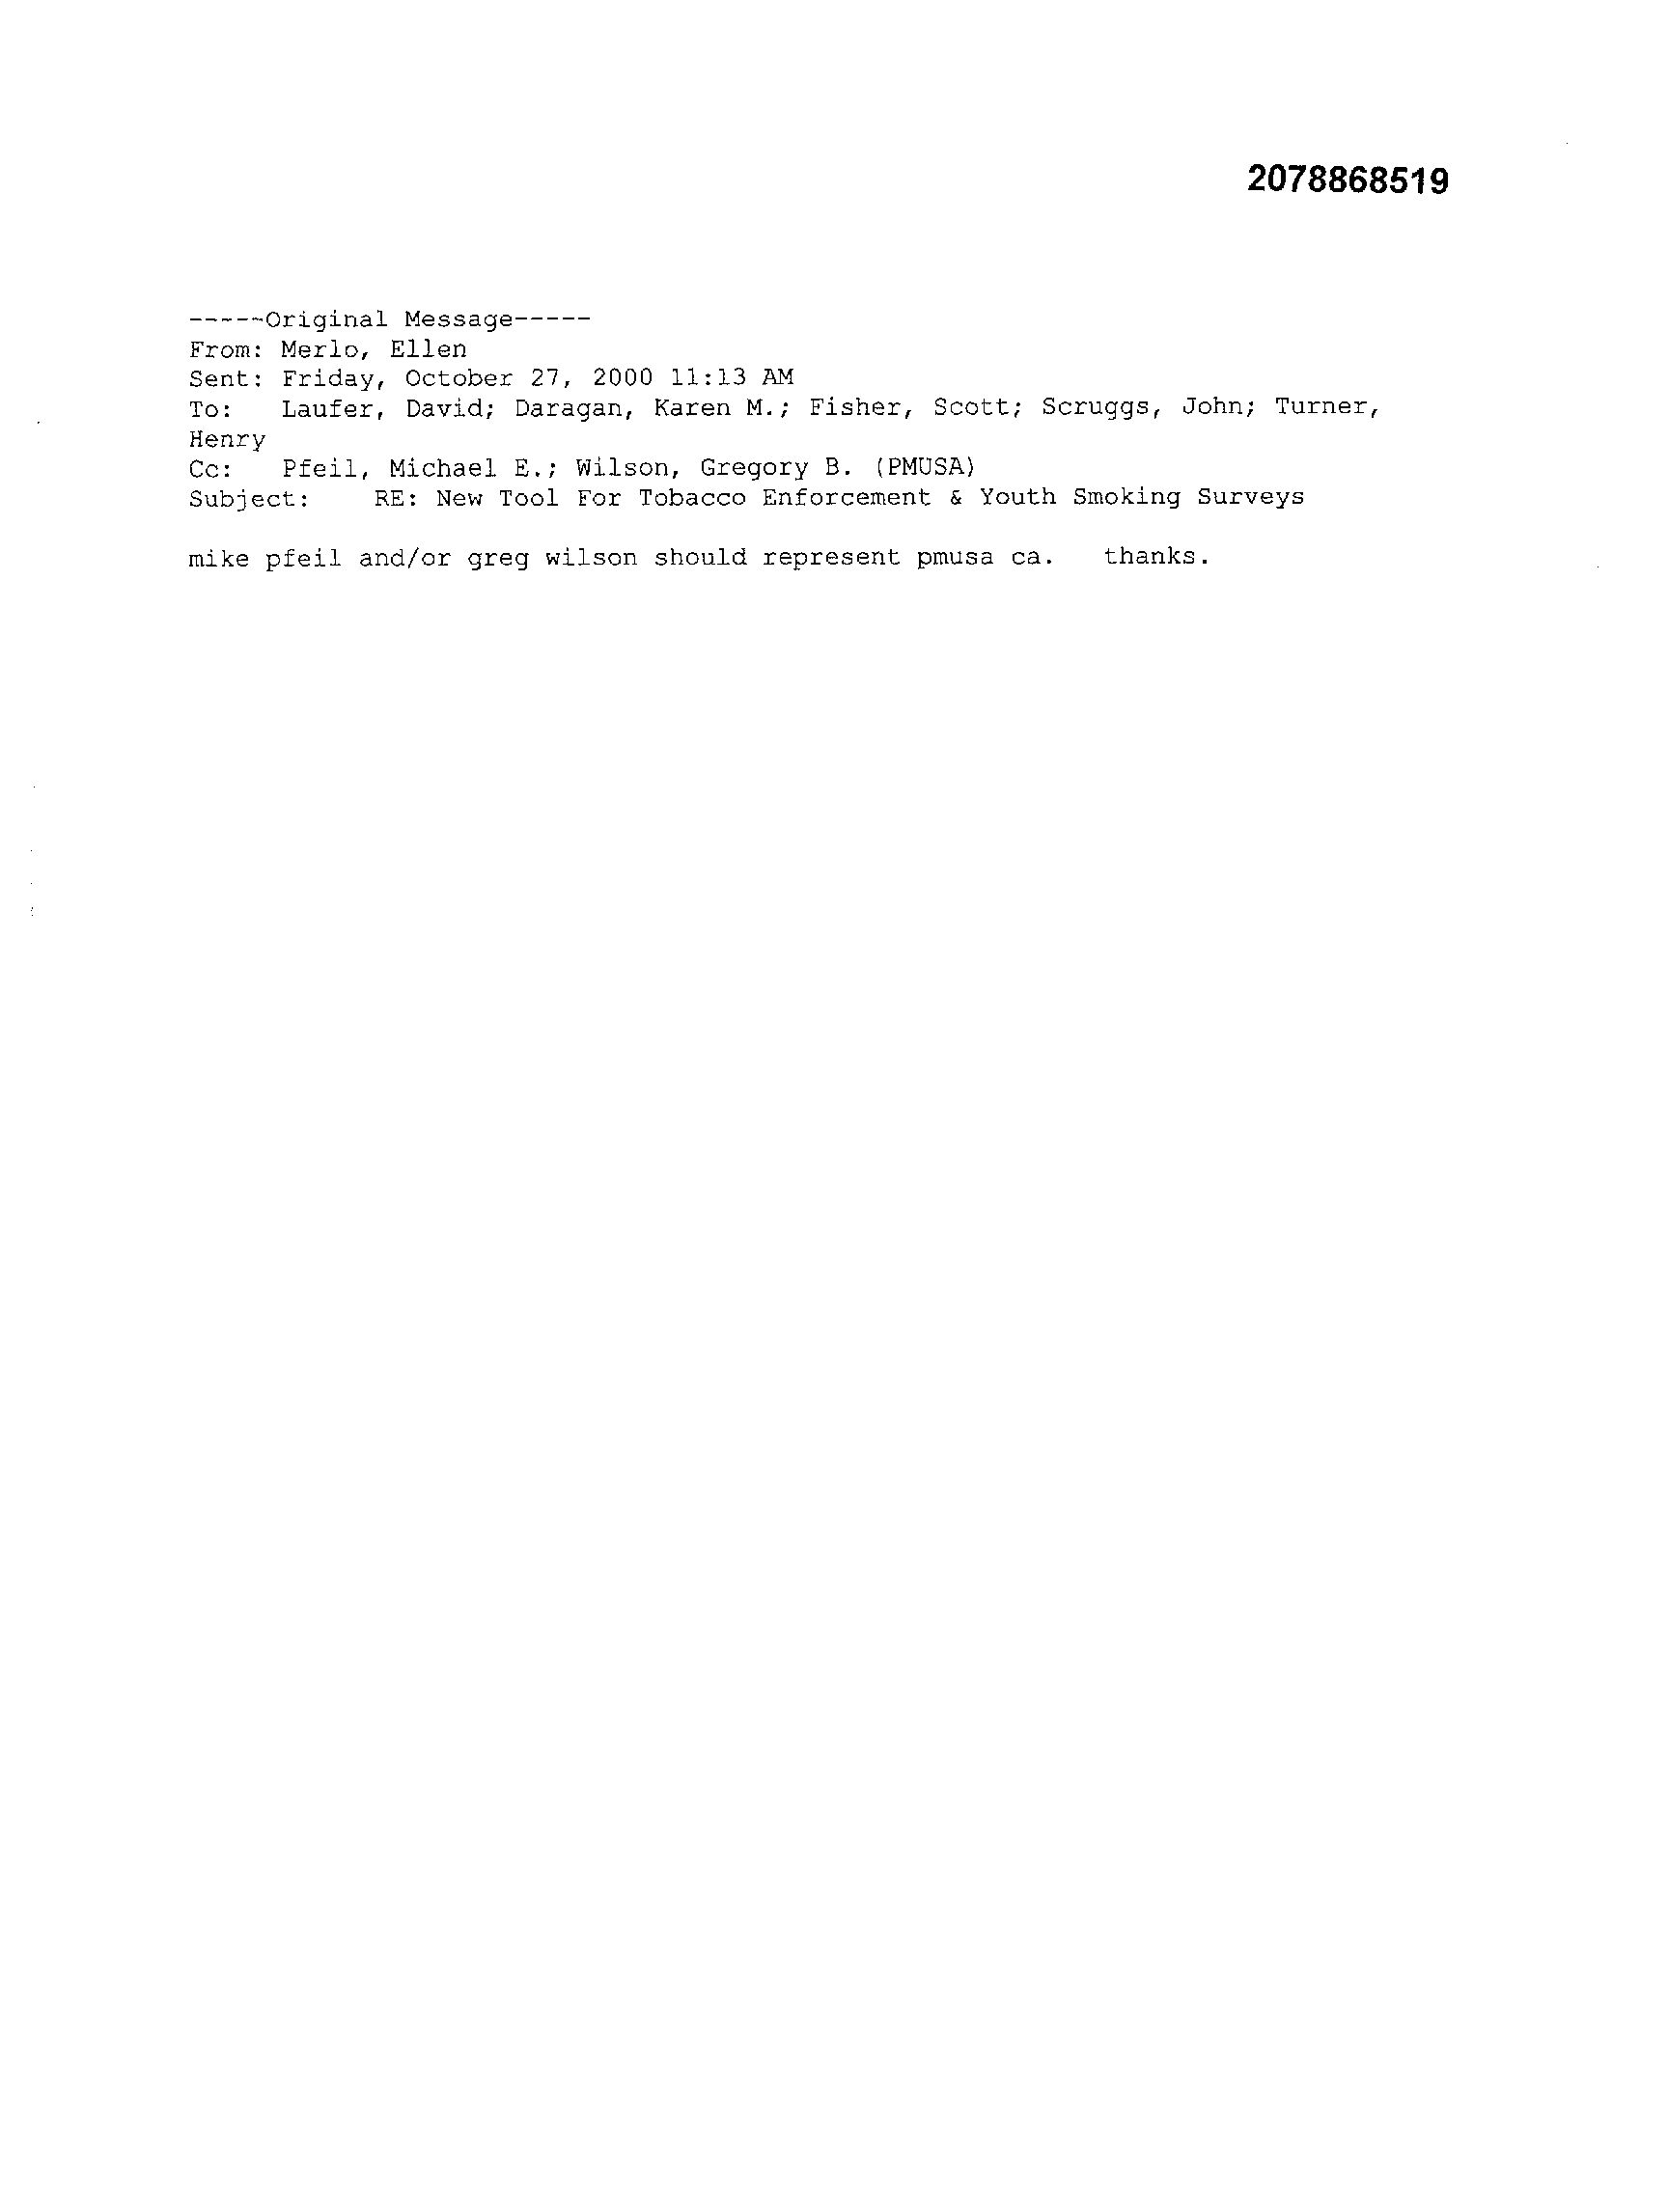 2078868519
-----Original Message-----
From: Merlo, Ellen
Sent: Friday, October 27, 2000 11:13 AM
To: Laufer, David; Daragan, Karen M.; Fisher, Scott; Scruggs, John; Turner,
Henry
Cc: Pfeil, Michael E.; Wilson, Gregory B. (PMUSA)
Subject: RE: New Tool For Tobacco Enforcement & Youth Smoking Surveys
mike pfeil and/or greg wilson should represent pmusa ca. thanks.